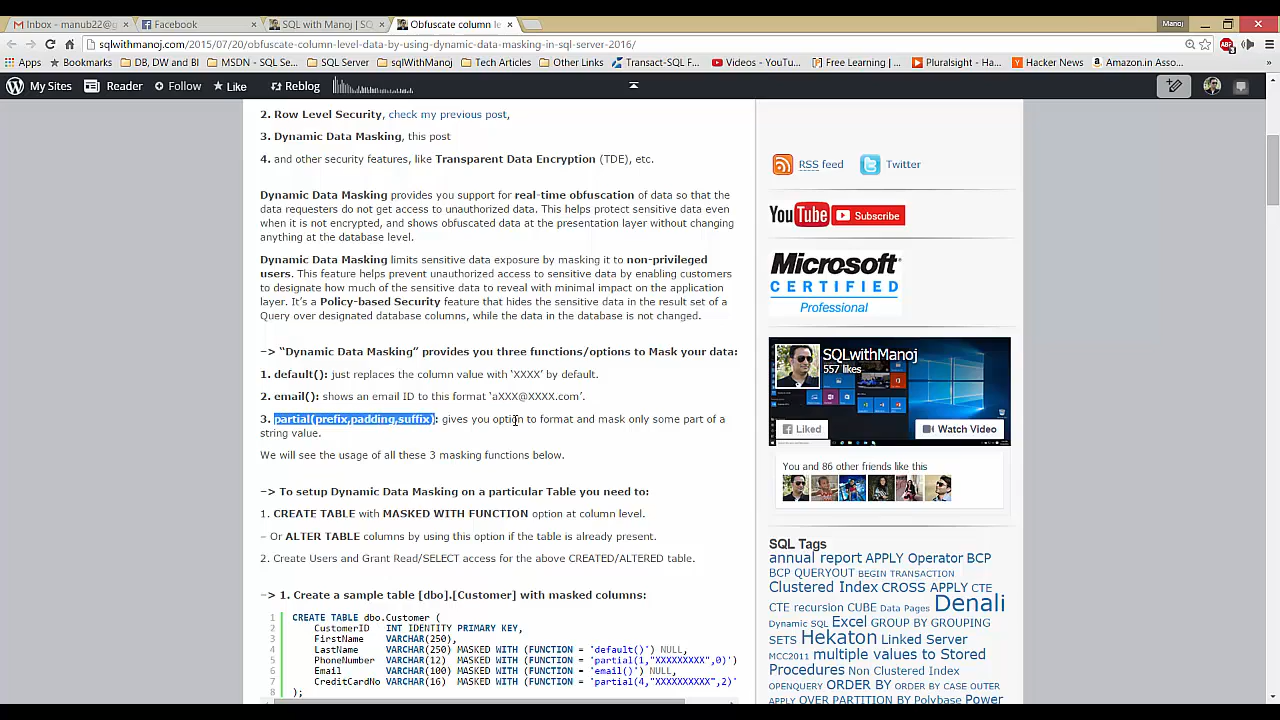 Inbox - manub22@g
Facebook
SQL with Manoj | SQ
Obfuscate column le
Manoj
sqlwithmanoj.com/2015/07/20/obfuscate-column-level-data-by-using-dynamic-data-masking-in-sql-server-2016/
Apps Bookmarks DB, DW and BI MSDN - SQL Se... SQL Server sqlWithManoj Tech Articles Other Links Transact-SQL F... Videos - YouTu... Free Learning |... Pluralsight - Ha... Hacker News Amazon.in Asso...
My Sites Reader Follow Like Reblog
2. Row Level Security, check my previous post,
3. Dynamic Data Masking, this post
4. and other security features, like Transparent Data Encryption (TDE), etc.
Dynamic Data Masking provides you support for real-time obfuscation of data so that the
data requesters do not get access to unauthorized data. This helps protect sensitive data even
when it is not encrypted, and shows obfuscated data at the presentation layer without changing
anything at the database level.
Dynamic Data Masking limits sensitive data exposure by masking it to non-privileged
users. This feature helps prevent unauthorized access to sensitive data by enabling customers
to designate how much of the sensitive data to reveal with minimal impact on the application
layer. It’s a Policy-based Security feature that hides the sensitive data in the result set of a
Query over designated database columns, while the data in the database is not changed.
–> “Dynamic Data Masking” provides you three functions/options to Mask your data:
1. default(): just replaces the column value with ‘XXXX’ by default.
2. email(): shows an email ID to this format ‘aXXX@XXXX.com’.
3. partial(prefix,padding,suffix): gives you option to format and mask only some part of a
string value.
We will see the usage of all these 3 masking functions below.
–> To setup Dynamic Data Masking on a particular Table you need to:
1. CREATE TABLE with MASKED WITH FUNCTION option at column level.
– Or ALTER TABLE columns by using this option if the table is already present.
2. Create Users and Grant Read/SELECT access for the above CREATED/ALTERED table.
–> 1. Create a sample table [dbo].[Customer] with masked columns:
1 CREATE TABLE dbo.Customer (
2 CustomerID INT IDENTITY PRIMARY KEY,
3 FirstName VARCHAR(250),
4 LastName VARCHAR(250) MASKED WITH (FUNCTION = 'default()') NULL,
5 PhoneNumber VARCHAR(12) MASKED WITH (FUNCTION = 'partial(1,"XXXXXXXXX",0)')
6 Email VARCHAR(100) MASKED WITH (FUNCTION = 'email()') NULL,
7 CreditCardNo VARCHAR(16) MASKED WITH (FUNCTION = 'partial(4,"XXXXXXXXXX",2)'
8 );
RSS feed Twitter
YouTube Subscribe
Microsoft
CERTIFIED
Professional
SQLwithManoj
557 likes
Liked Watch Video
You and 86 other friends like this
SQL Tags
annual report APPLY Operator BCP
BCP QUERYOUT BEGIN TRANSACTION
Clustered Index CROSS APPLY CTE
CTE recursion CUBE Data Pages Denali
Dynamic SQL Excel GROUP BY GROUPING
SETS Hekaton Linked Server
MCC2011 multiple values to Stored
Procedures Non Clustered Index
OPENQUERY ORDER BY ORDER BY CASE OUTER
APPLY OVER PARTITION BY Polybase Power